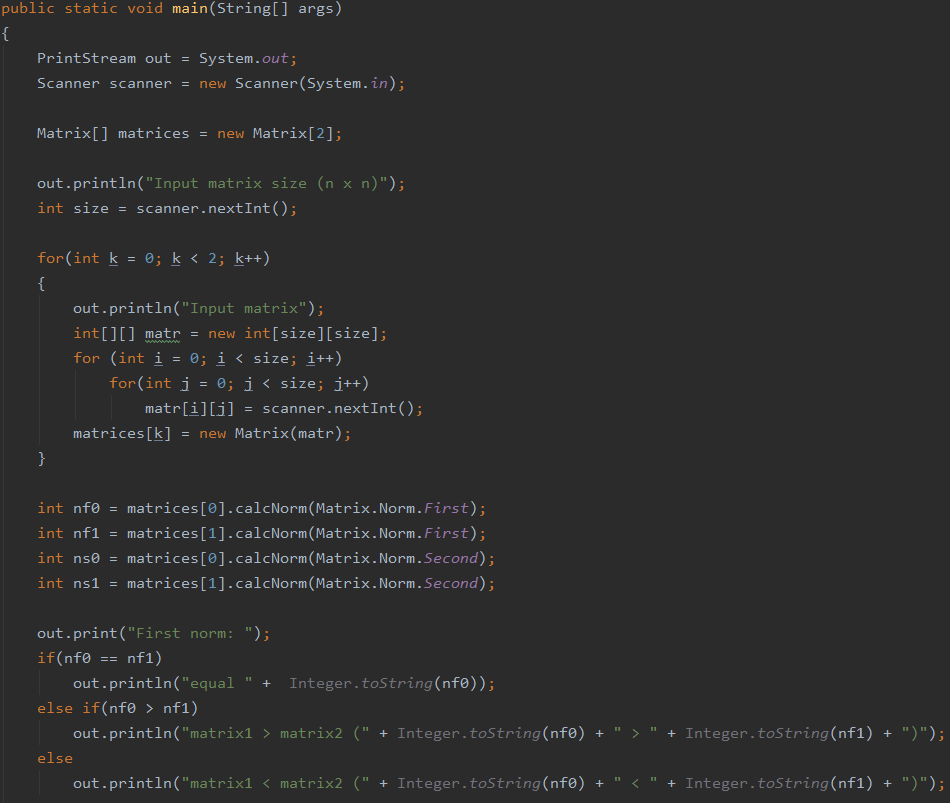 public static void main(String[] args)
{
    PrintStream out = System.out;
    Scanner scanner = new Scanner(System.in);

    Matrix[] matrices = new Matrix[2];

    out.println("Input matrix size (n x n)");
    int size = scanner.nextInt();

    for(int k = 0; k < 2; k++)
    {
        out.println("Input matrix");
        int[][] matr = new int[size][size];
        for (int i = 0; i < size; i++)
            for(int j = 0; j < size; j++)
                matr[i][j] = scanner.nextInt();
        matrices[k] = new Matrix(matr);
    }

    int nf0 = matrices[0].calcNorm(Matrix.Norm.First);
    int nf1 = matrices[1].calcNorm(Matrix.Norm.First);
    int ns0 = matrices[0].calcNorm(Matrix.Norm.Second);
    int ns1 = matrices[1].calcNorm(Matrix.Norm.Second);

    out.print("First norm: ");
    if(nf0 == nf1)
        out.println("equal " +  Integer.toString(nf0));
    else if(nf0 > nf1)
        out.println("matrix1 > matrix2 (" + Integer.toString(nf0) + " > " + Integer.toString(nf1) + ")");
    else
        out.println("matrix1 < matrix2 (" + Integer.toString(nf0) + " < " + Integer.toString(nf1) + ")");